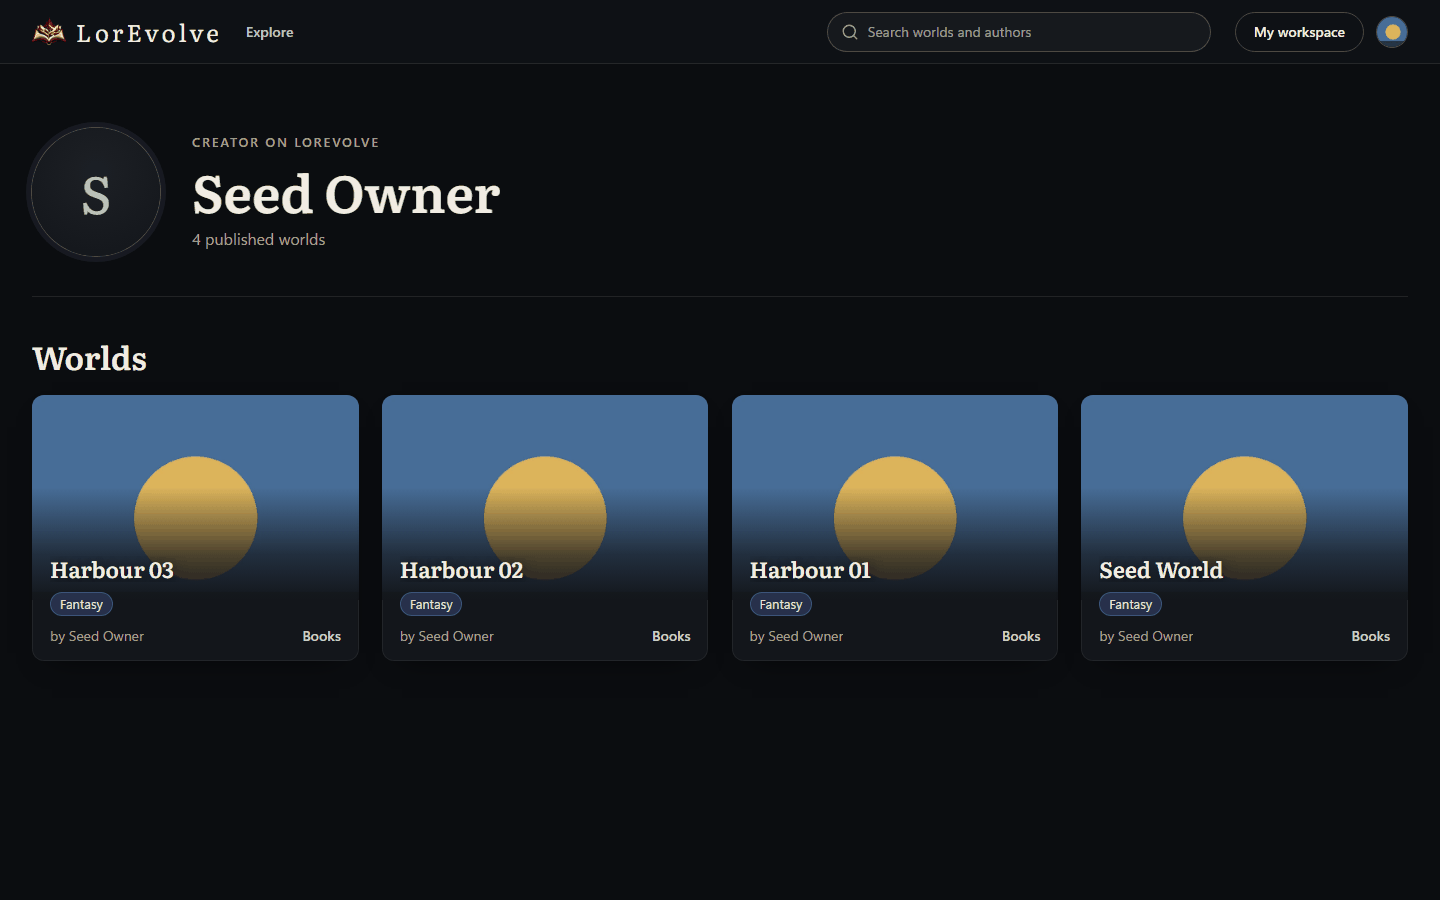 LorEvolve
Explore
Search worlds and authors
My workspace
S
CREATOR ON LOREVOLVE
Seed Owner
4 published worlds
Worlds
Harbour 03
Fantasy
by Seed Owner
Books
Harbour 02
Fantasy
by Seed Owner
Books
Harbour 01
Fantasy
by Seed Owner
Books
Seed World
Fantasy
by Seed Owner
Books